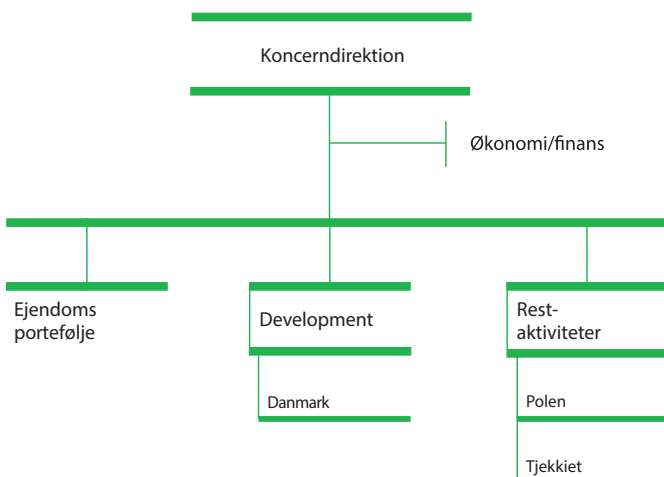 Koncerndirektion
Økonomi/finans
Ejendoms
portefølje
Development
Danmark
Rest-
aktiviteter
Polen
Tjekkiet